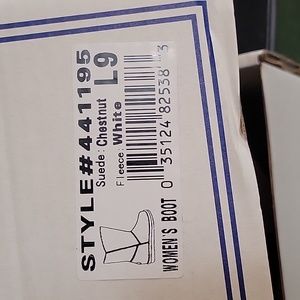 STYLE#441195
Suede: Chestnut
Fleece: White
L9
0 35124 82538 3
WOMEN'S BOOT